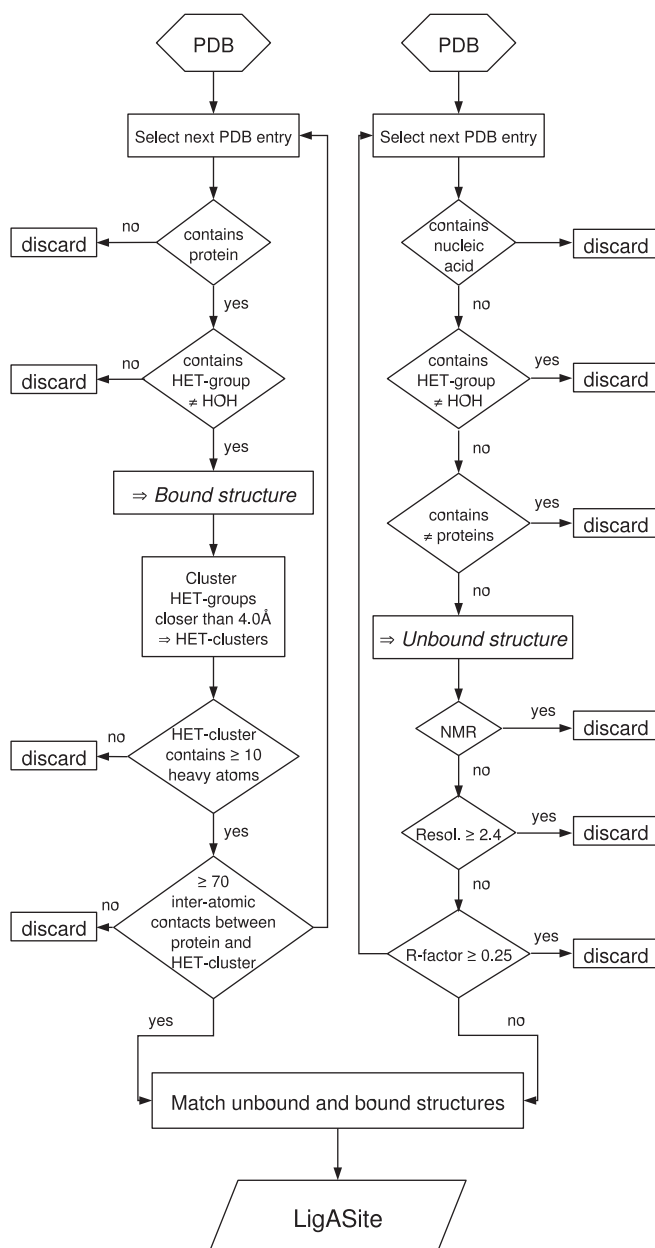 PDB
Select next PDB entry
contains
protein
no
discard
yes
contains
HET-group
≠ HOH
no
discard
yes
⇒ Bound structure
Cluster
HET-groups
closer than 4.0Å
⇒ HET-clusters
HET-cluster
contains ≥ 10
heavy atoms
no
discard
yes
≥ 70
inter-atomic
contacts between
protein and
HET-cluster
no
discard
yes
PDB
Select next PDB entry
contains
nucleic
acid
discard
no
contains
HET-group
≠ HOH
yes
discard
no
contains
≠ proteins
yes
discard
no
⇒ Unbound structure
NMR
yes
discard
no
Resol. ≥ 2.4
yes
discard
no
R-factor ≥ 0.25
yes
discard
no
Match unbound and bound structures
LigASite